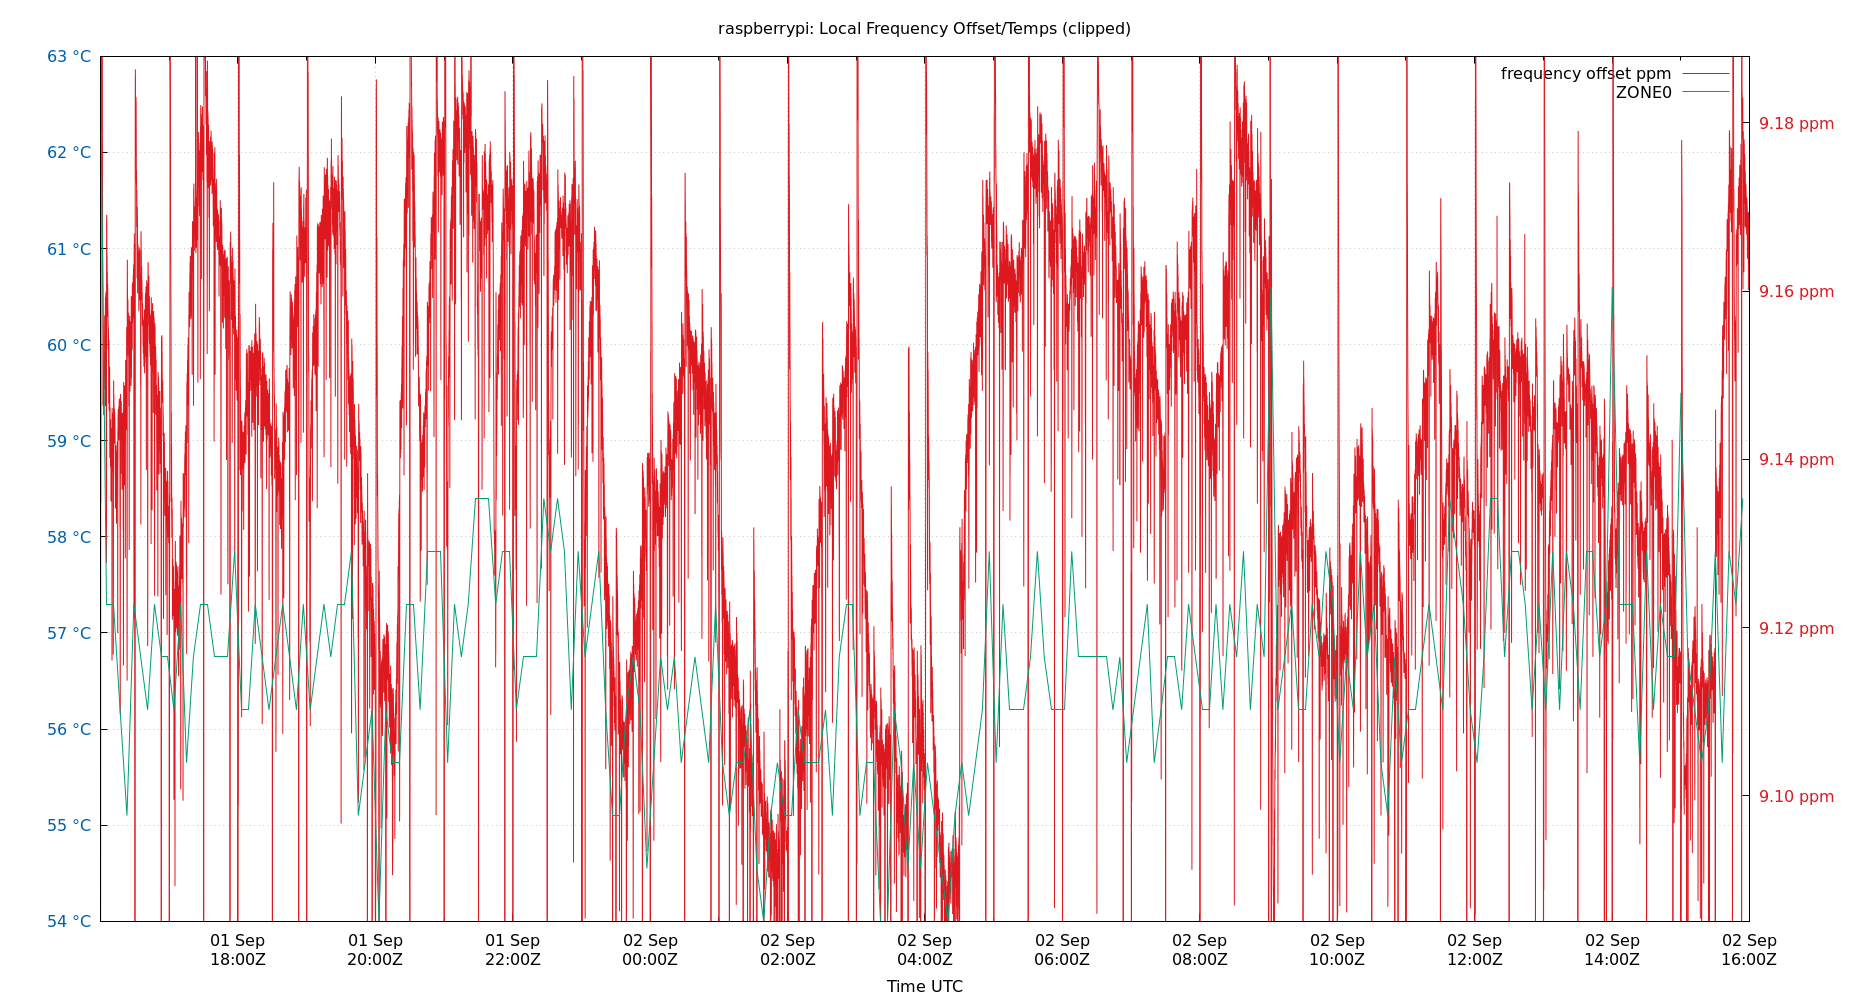 raspberrypi: Local Frequency Offset/Temps (clipped)
frequency offset ppm
ZONE0
63 °C
62 °C
61 °C
60 °C
59 °C
58 °C
57 °C
56 °C
55 °C
54 °C
9.18 ppm
9.16 ppm
9.14 ppm
9.12 ppm
9.10 ppm
01 Sep
18:00Z
01 Sep
20:00Z
01 Sep
22:00Z
02 Sep
00:00Z
02 Sep
02:00Z
02 Sep
04:00Z
02 Sep
06:00Z
02 Sep
08:00Z
02 Sep
10:00Z
02 Sep
12:00Z
02 Sep
14:00Z
02 Sep
16:00Z
Time UTC